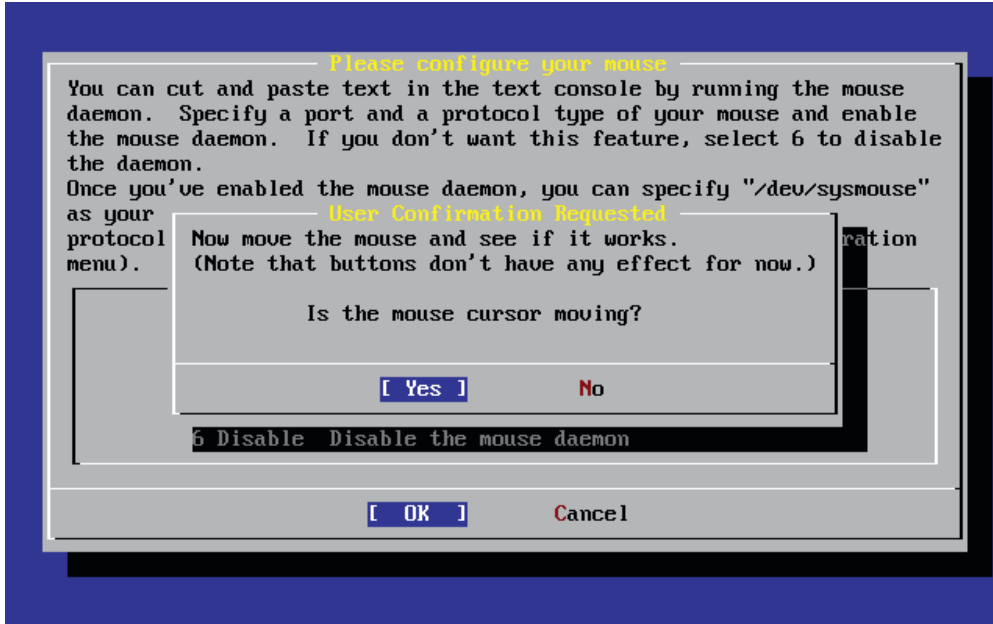 Please configure your mouse
You can cut and paste text in the text console by running the mouse
daemon.  Specify a port and a protocol type of your mouse and enable
the mouse daemon.  If you don't want this feature, select 6 to disable
the daemon.
Once you've enabled the mouse daemon, you can specify "/dev/sysmouse"
as your
protocol ration
menu).
User Confirmation Requested
Now move the mouse and see if it works.
(Note that buttons don't have any effect for now.)
Is the mouse cursor moving?
[ Yes ] No
6 Disable  Disable the mouse daemon
[ OK ] Cancel